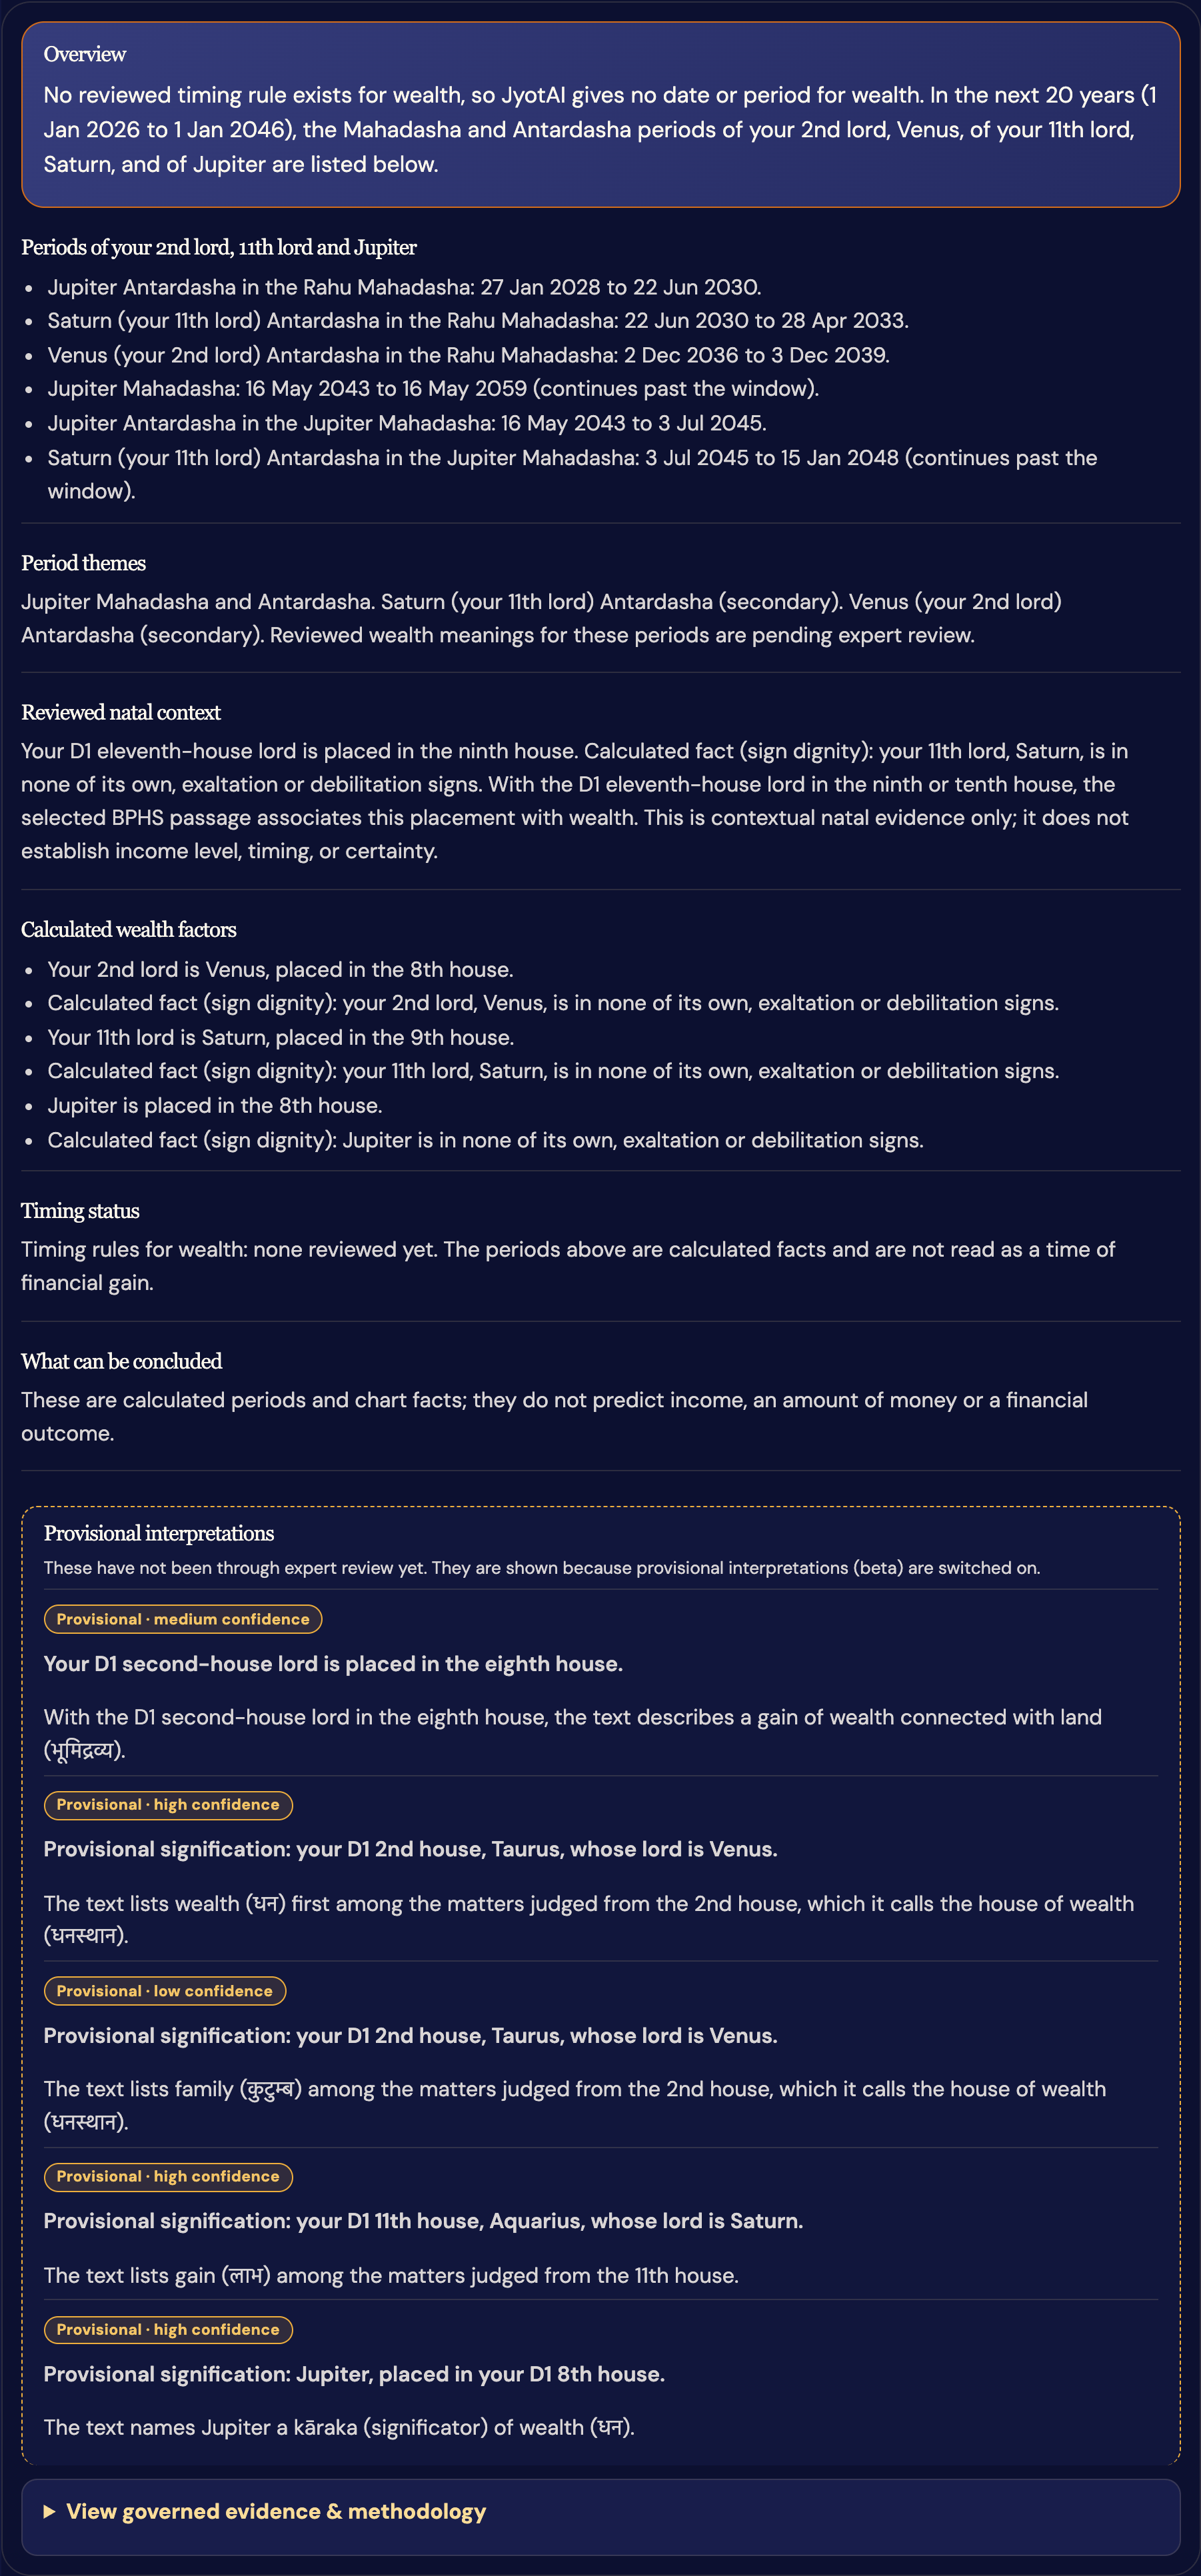 Overview
No reviewed timing rule exists for wealth, so JyotAI gives no date or period for wealth. In the next 20 years (1
Jan 2026 to 1 Jan 2046), the Mahadasha and Antardasha periods of your 2nd lord, Venus, of your 11th lord,
Saturn, and of Jupiter are listed below.
Periods of your 2nd lord, 11th lord and Jupiter
• Jupiter Antardasha in the Rahu Mahadasha: 27 Jan 2028 to 22 Jun 2030.
• Saturn (your 11th lord) Antardasha in the Rahu Mahadasha: 22 Jun 2030 to 28 Apr 2033.
• Venus (your 2nd lord) Antardasha in the Rahu Mahadasha: 2 Dec 2036 to 3 Dec 2039.
• Jupiter Mahadasha: 16 May 2043 to 16 May 2059 (continues past the window).
• Jupiter Antardasha in the Jupiter Mahadasha: 16 May 2043 to 3 Jul 2045.
• Saturn (your 11th lord) Antardasha in the Jupiter Mahadasha: 3 Jul 2045 to 15 Jan 2048 (continues past the
window).
Period themes
Jupiter Mahadasha and Antardasha. Saturn (your 11th lord) Antardasha (secondary). Venus (your 2nd lord)
Antardasha (secondary). Reviewed wealth meanings for these periods are pending expert review.
Reviewed natal context
Your D1 eleventh-house lord is placed in the ninth house. Calculated fact (sign dignity): your 11th lord, Saturn, is in
none of its own, exaltation or debilitation signs. With the D1 eleventh-house lord in the ninth or tenth house, the
selected BPHS passage associates this placement with wealth. This is contextual natal evidence only; it does not
establish income level, timing, or certainty.
Calculated wealth factors
• Your 2nd lord is Venus, placed in the 8th house.
• Calculated fact (sign dignity): your 2nd lord, Venus, is in none of its own, exaltation or debilitation signs.
• Your 11th lord is Saturn, placed in the 9th house.
• Calculated fact (sign dignity): your 11th lord, Saturn, is in none of its own, exaltation or debilitation signs.
• Jupiter is placed in the 8th house.
• Calculated fact (sign dignity): Jupiter is in none of its own, exaltation or debilitation signs.
Timing status
Timing rules for wealth: none reviewed yet. The periods above are calculated facts and are not read as a time of
financial gain.
What can be concluded
These are calculated periods and chart facts; they do not predict income, an amount of money or a financial
outcome.
Provisional interpretations
These have not been through expert review yet. They are shown because provisional interpretations (beta) are switched on.
Provisional · medium confidence
Your D1 second-house lord is placed in the eighth house.
With the D1 second-house lord in the eighth house, the text describes a gain of wealth connected with land
(भूमिद्रव्य).
Provisional · high confidence
Provisional signification: your D1 2nd house, Taurus, whose lord is Venus.
The text lists wealth (धन) first among the matters judged from the 2nd house, which it calls the house of wealth
(धनस्थान).
Provisional · low confidence
Provisional signification: your D1 2nd house, Taurus, whose lord is Venus.
The text lists family (कुटुम्ब) among the matters judged from the 2nd house, which it calls the house of wealth
(धनस्थान).
Provisional · high confidence
Provisional signification: your D1 11th house, Aquarius, whose lord is Saturn.
The text lists gain (लाभ) among the matters judged from the 11th house.
Provisional · high confidence
Provisional signification: Jupiter, placed in your D1 8th house.
The text names Jupiter a kāraka (significator) of wealth (धन).
▶ View governed evidence & methodology